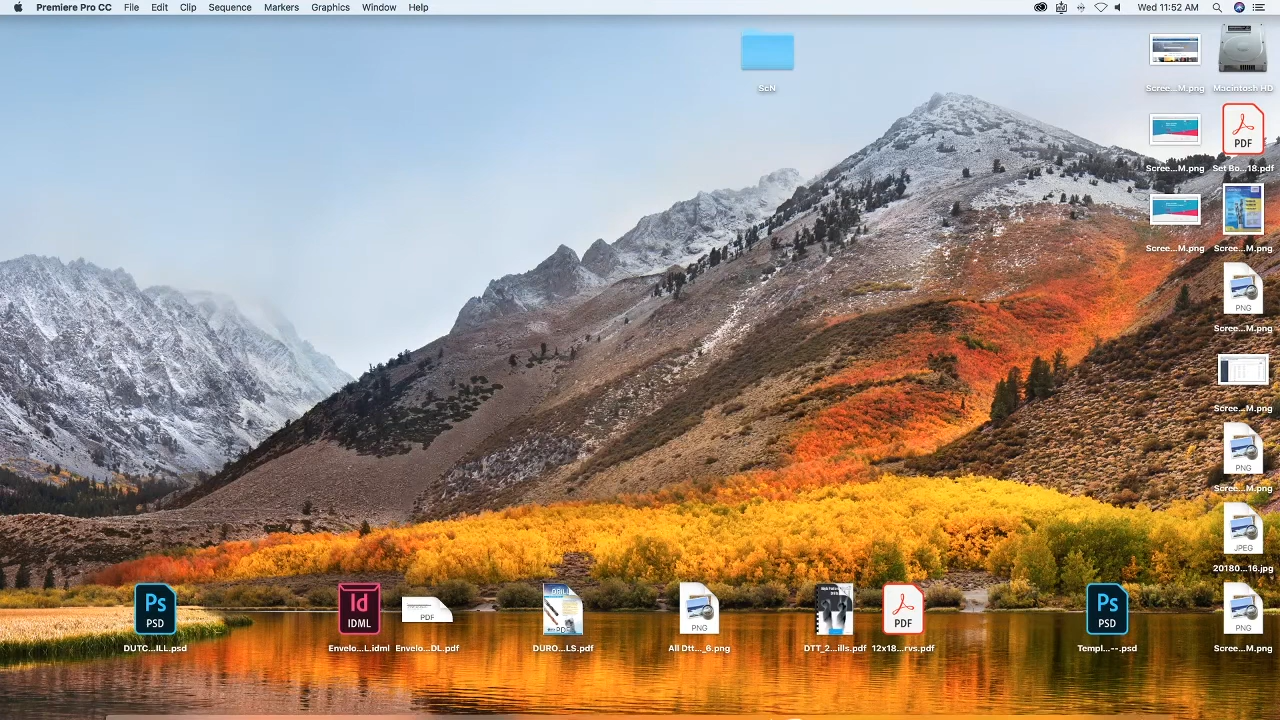 Premiere Pro CC File Edit Clip Sequence Markers Graphics Window Help Wed 11:52 AM
ScN
Scree...M.png
Macintosh HD
PDF
Scree...M.png
Set Bo...18.pdf
Scree...M.png
Scree...M.png
PNG
Scree...M.png
Scree...M.png
PNG
Scree...M.png
JPEG
20180...16.jpg
Ps
PSD
DUTC...ILL.psd
Id
IDML
Envelo...l.idml
PDF
Envelo...DL.pdf
PDF
DURO...LS.pdf
PNG
All Dtt..._6.png
DTT_2...ills.pdf
PDF
12x18...rvs.pdf
Ps
PSD
Templ...--.psd
PNG
Scree...M.png